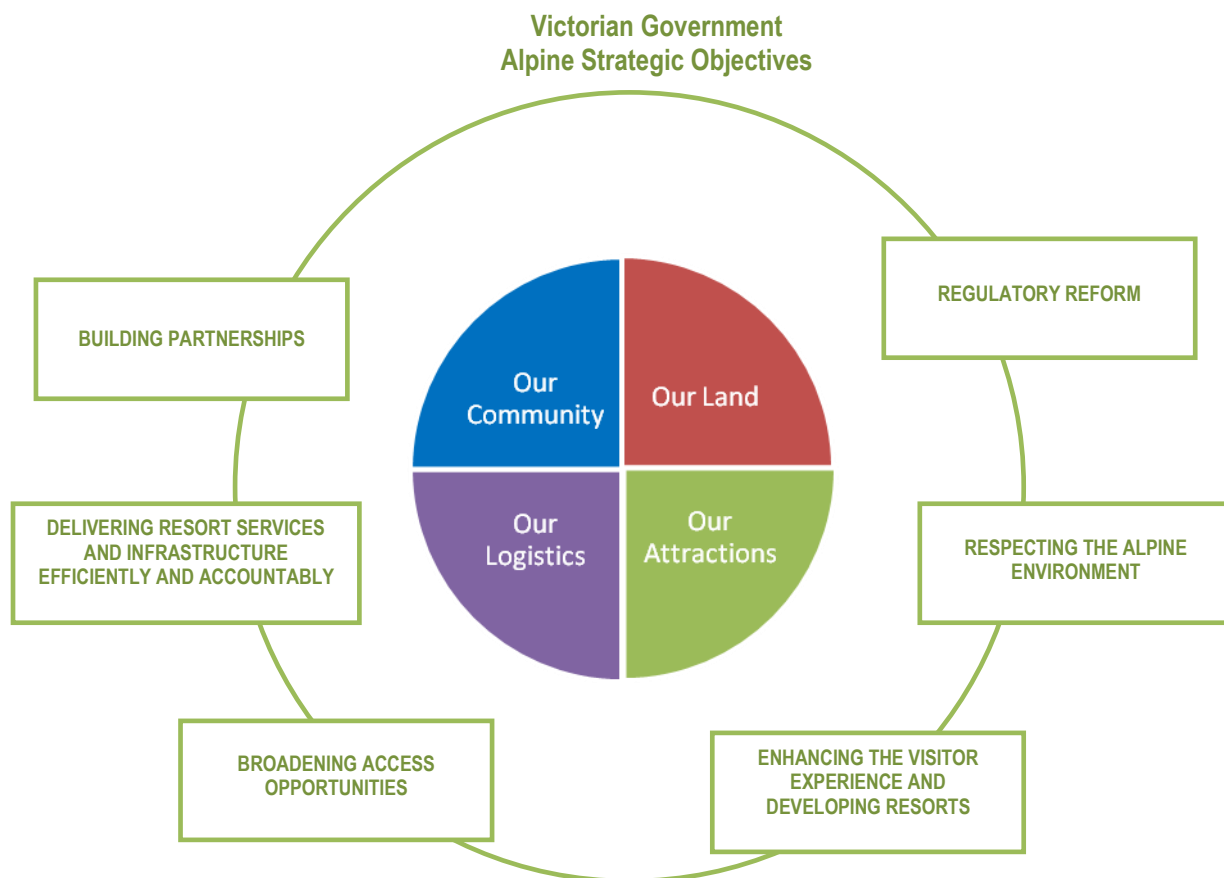 Victorian Government
Alpine Strategic Objectives
REGULATORY REFORM
BUILDING PARTNERSHIPS
Our
Community
Our Land
DELIVERING RESORT SERVICES
AND INFRASTRUCTURE
EFFICIENTLY AND ACCOUNTABLY
Our
Logistics
Our
Attractions
RESPECTING THE ALPINE
ENVIRONMENT
BROADENING ACCESS
OPPORTUNITIES
ENHANCING THE VISITOR
EXPERIENCE AND
DEVELOPING RESORTS